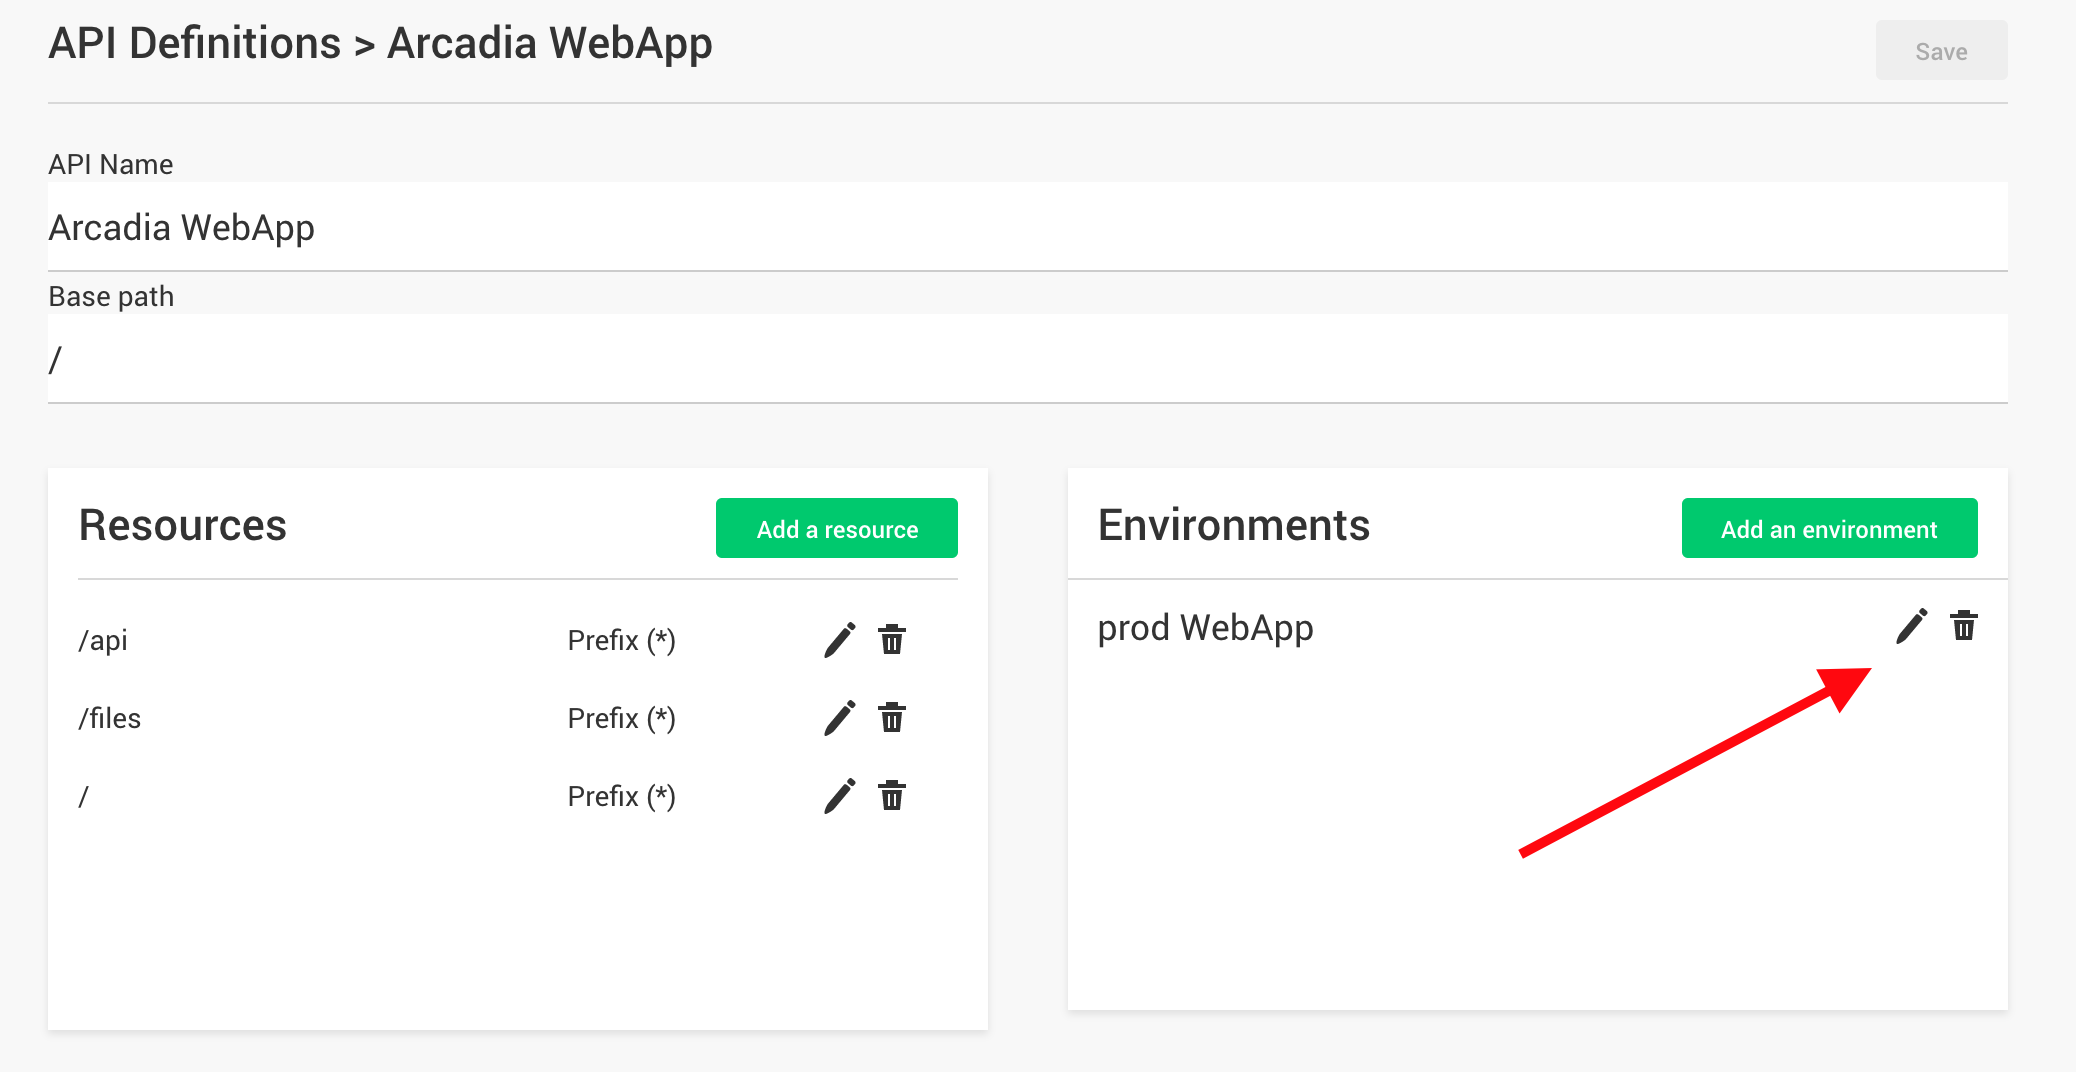 API Definitions > Arcadia WebApp
Save
API Name
Arcadia WebApp
Base path
/
Resources
Add a resource
/api Prefix (*)
/files Prefix (*)
/ Prefix (*)
Environments
Add an environment
prod WebApp